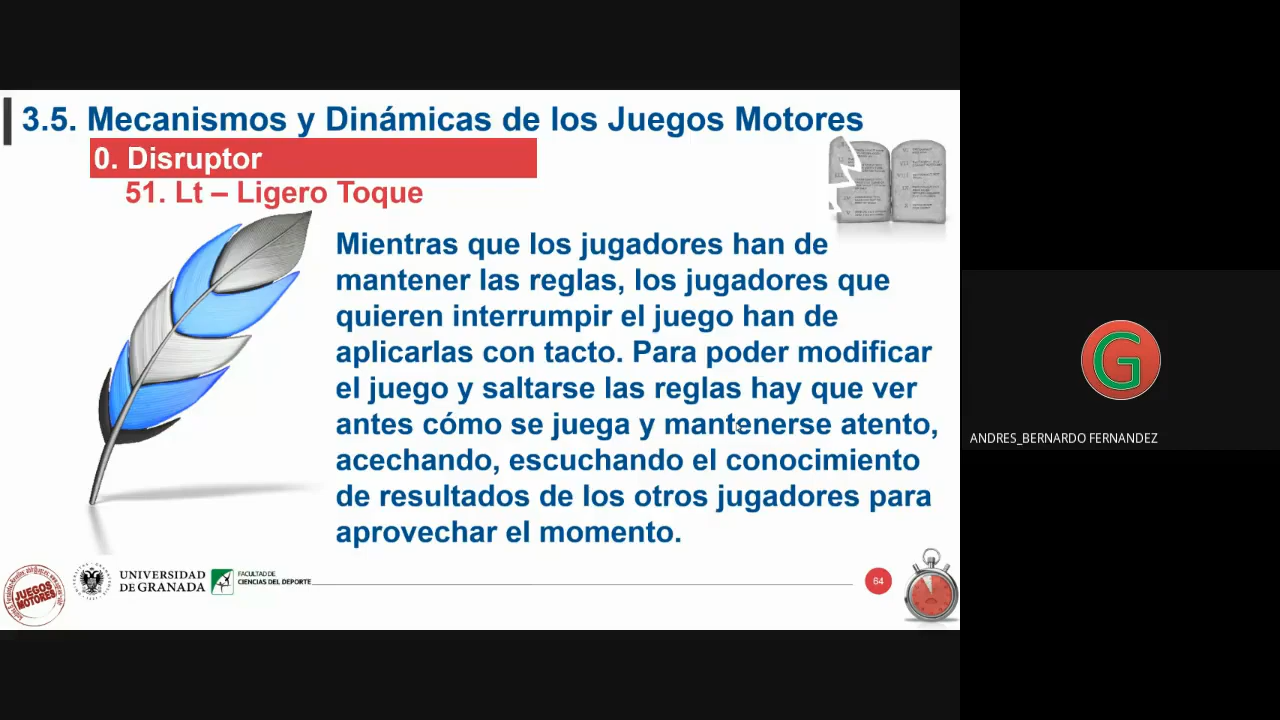 3.5. Mecanismos y Dinámicas de los Juegos Motores
0. Disruptor
51. Lt – Ligero Toque
Mientras que los jugadores han de
mantener las reglas, los jugadores que
quieren interrumpir el juego han de
aplicarlas con tacto. Para poder modificar
el juego y saltarse las reglas hay que ver
antes cómo se juega y mantenerse atento,
acechando, escuchando el conocimiento
de resultados de los otros jugadores para
aprovechar el momento.
JUEGOS
MOTORES
UNIVERSIDAD
DE GRANADA
FACULTAD DE
CIENCIAS DEL DEPORTE
64
G
ANDRES_BERNARDO FERNANDEZ